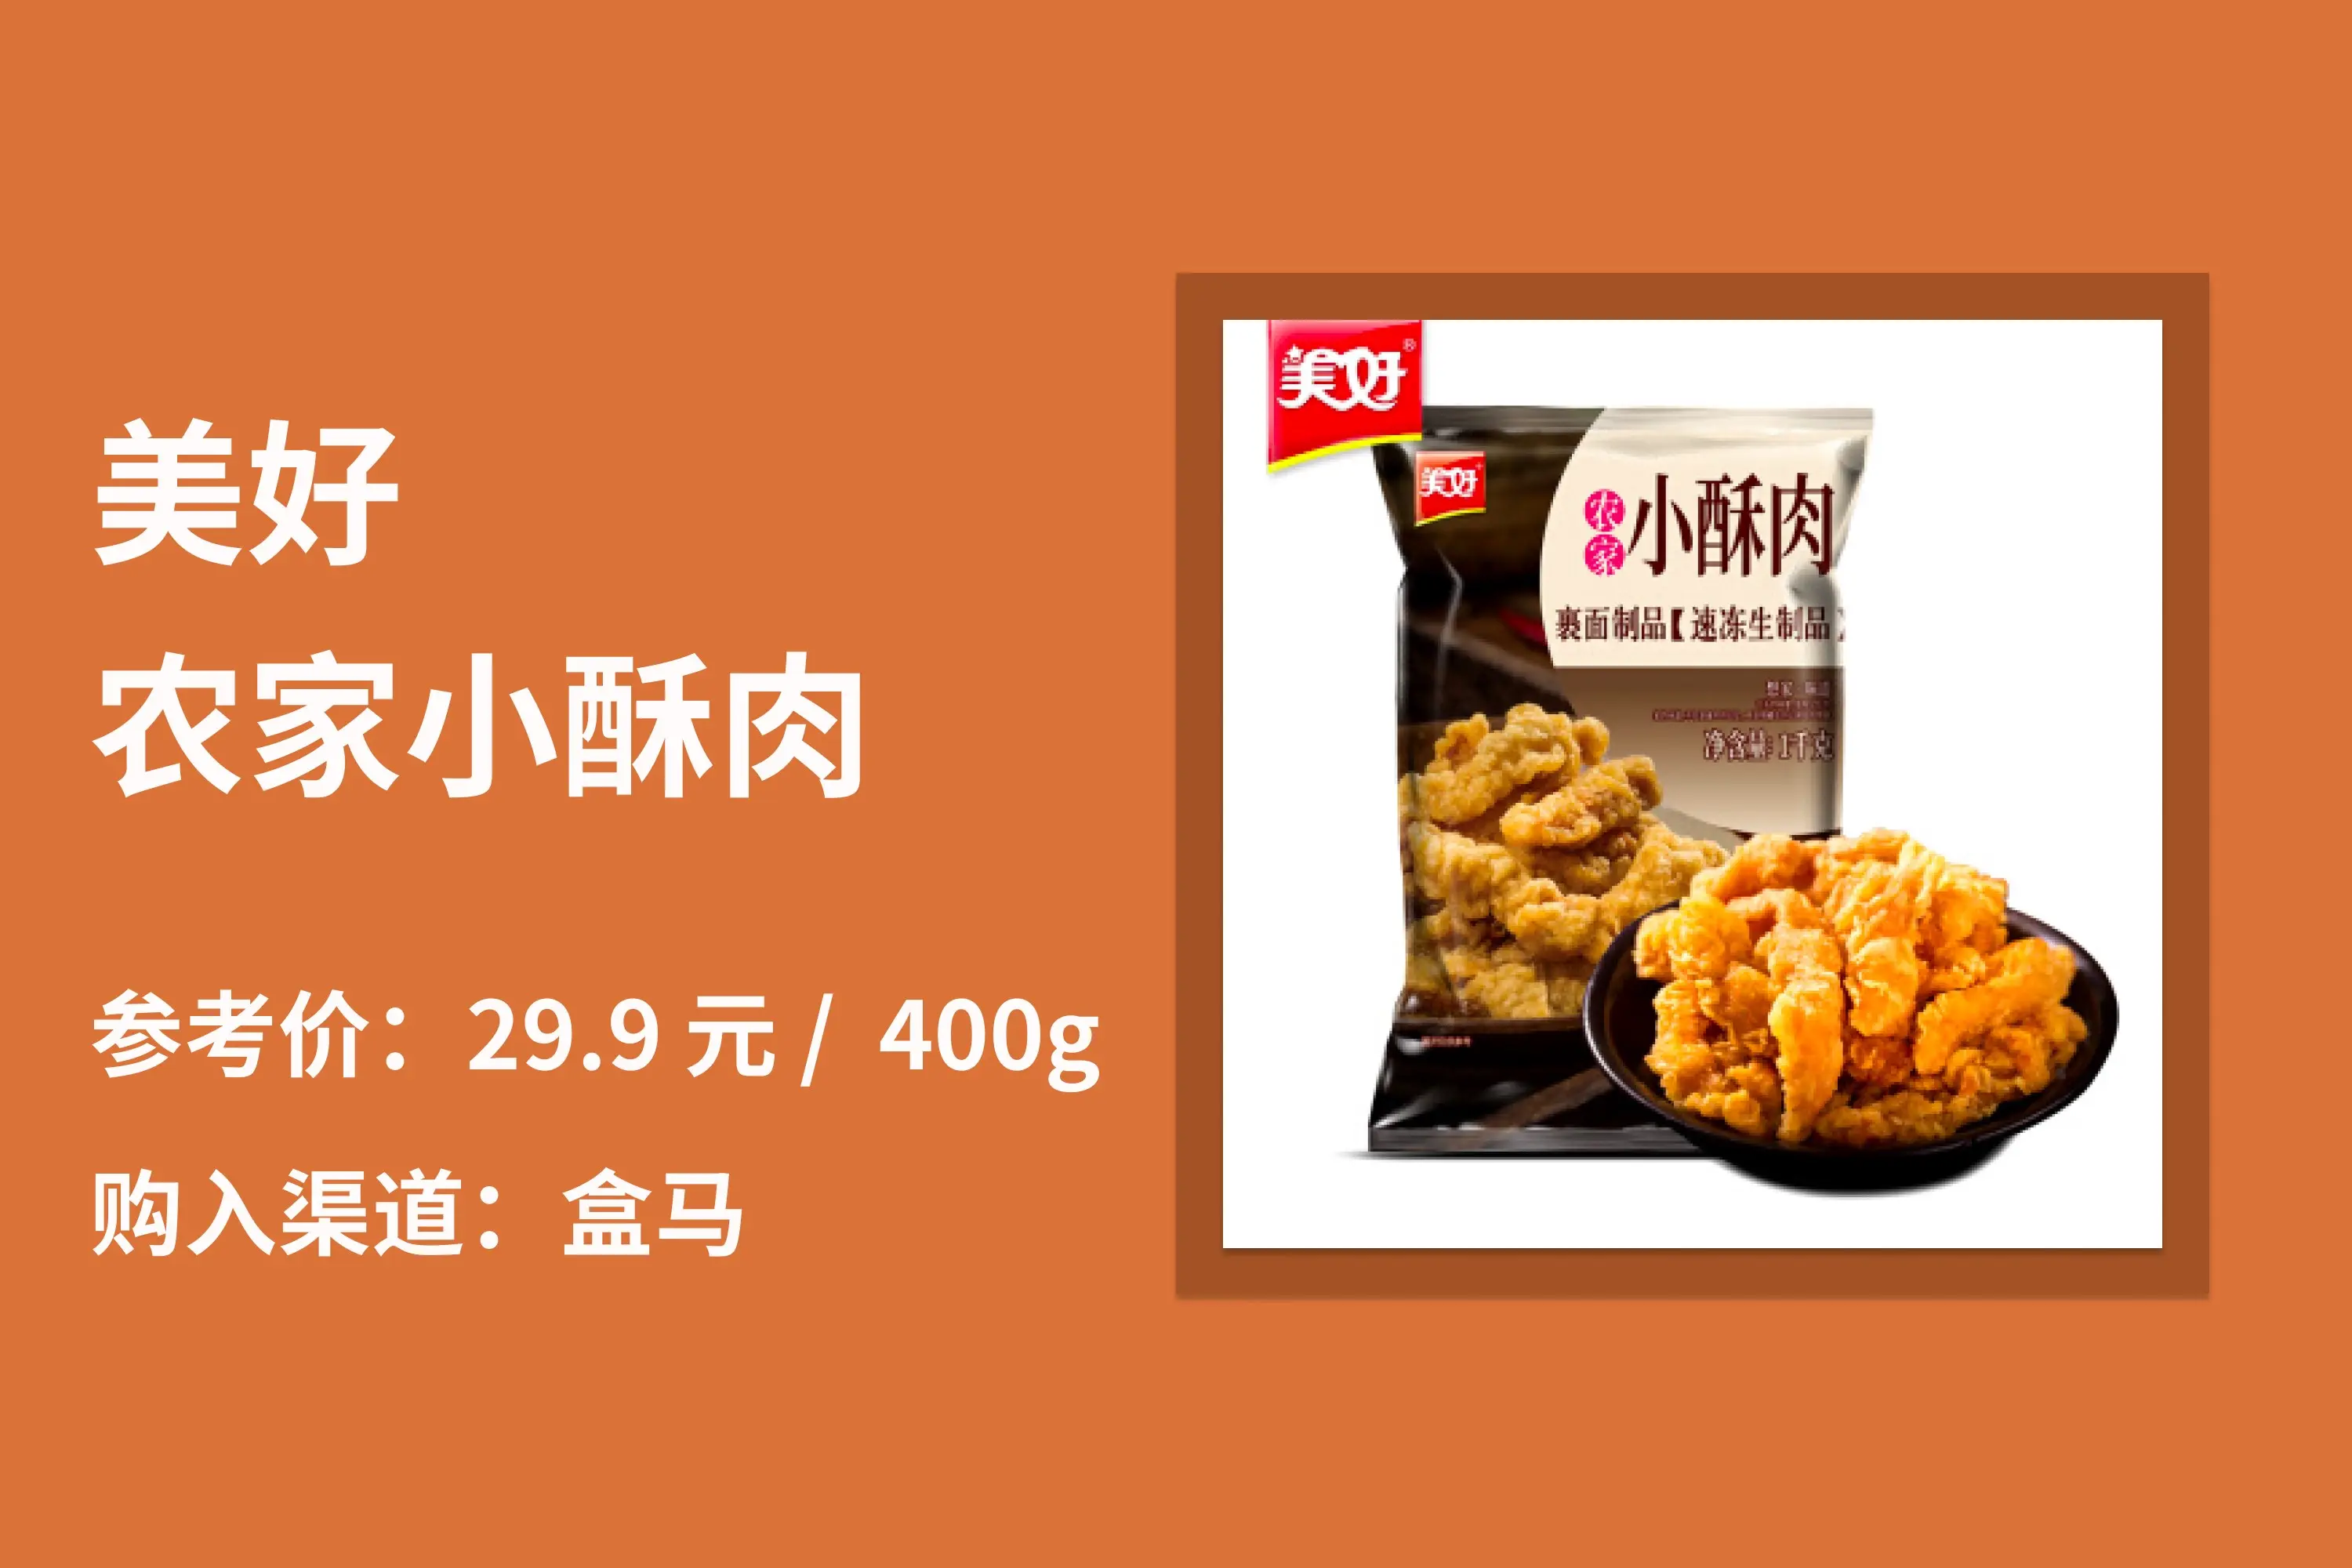 美好
农家小酥肉
参考价：29.9 元 / 400g
购入渠道：盒马
美好®
美好
农家
小酥肉
裹面制品【速冻生制品】
净含量：1千克